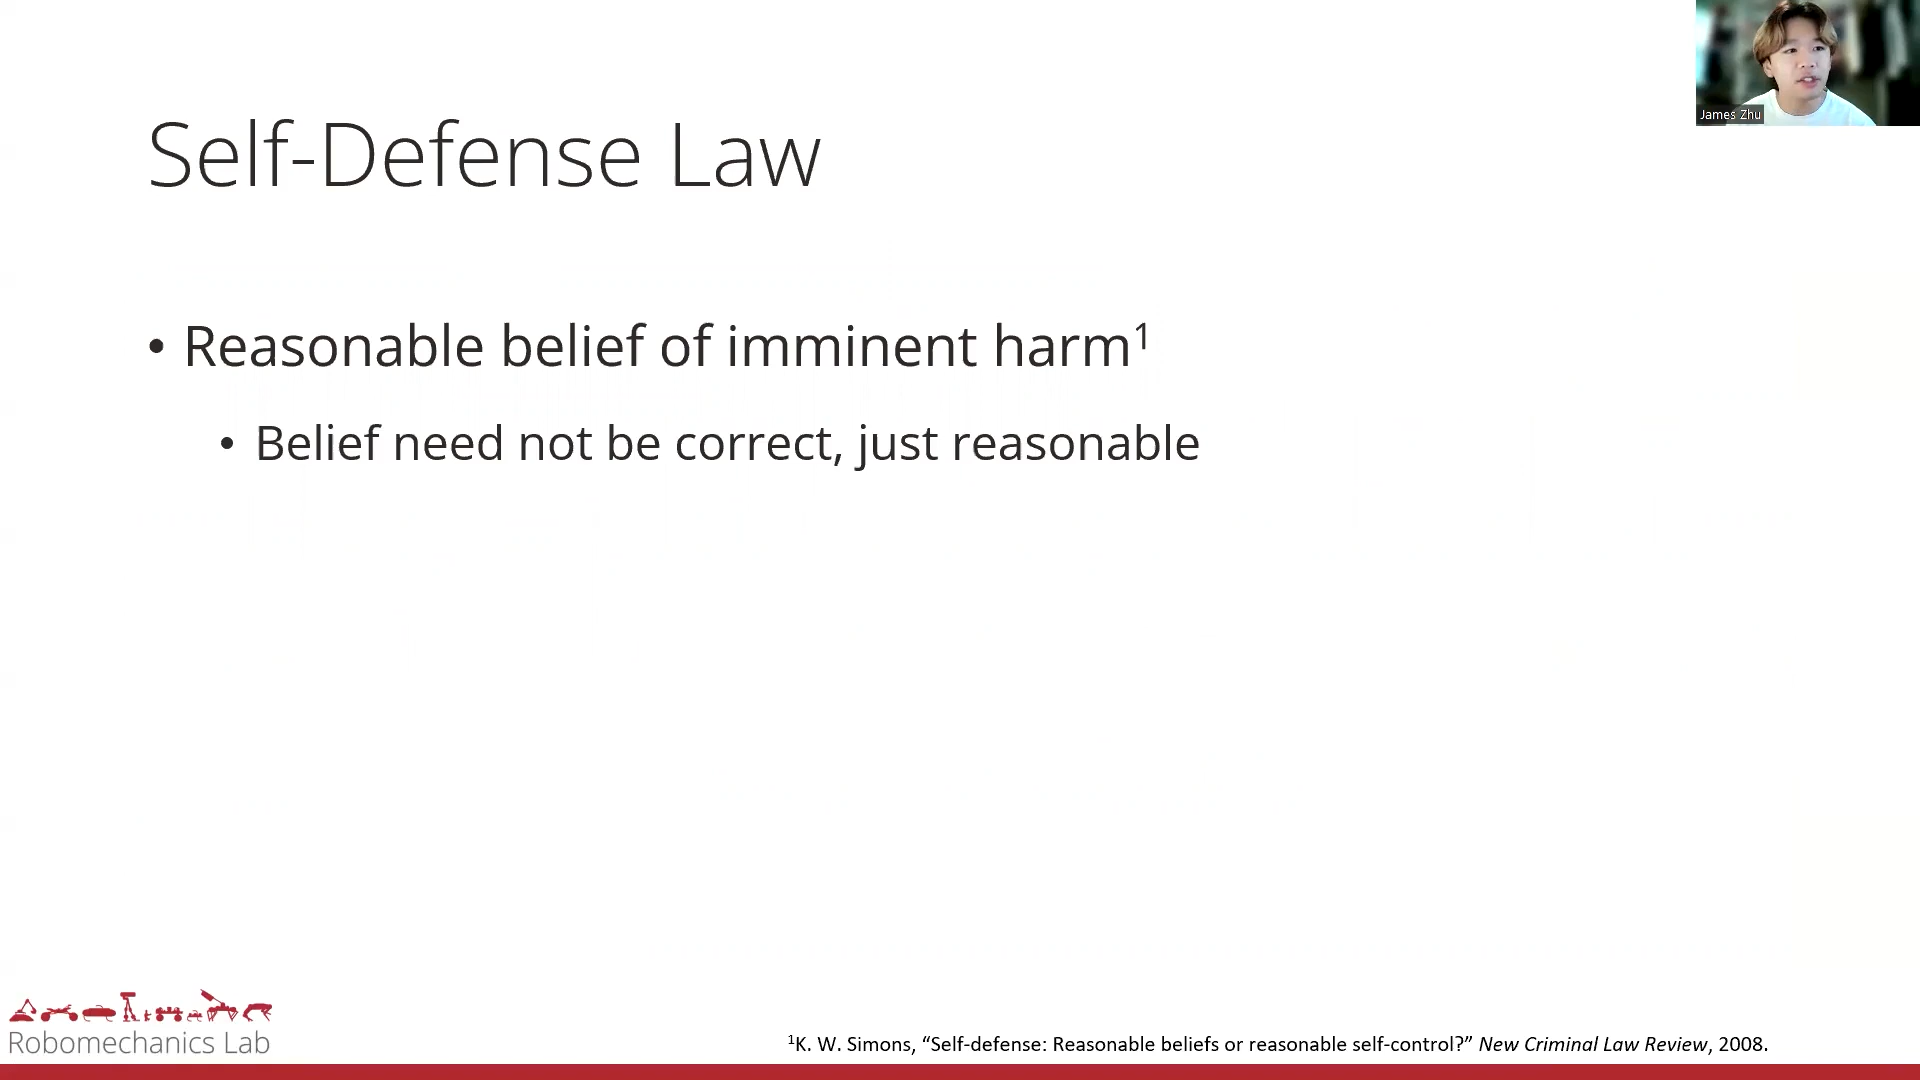 James Zhu
Self-Defense Law
• Reasonable belief of imminent harm¹
• Belief need not be correct, just reasonable
Robomechanics Lab
¹K. W. Simons, “Self-defense: Reasonable beliefs or reasonable self-control?” New Criminal Law Review, 2008.